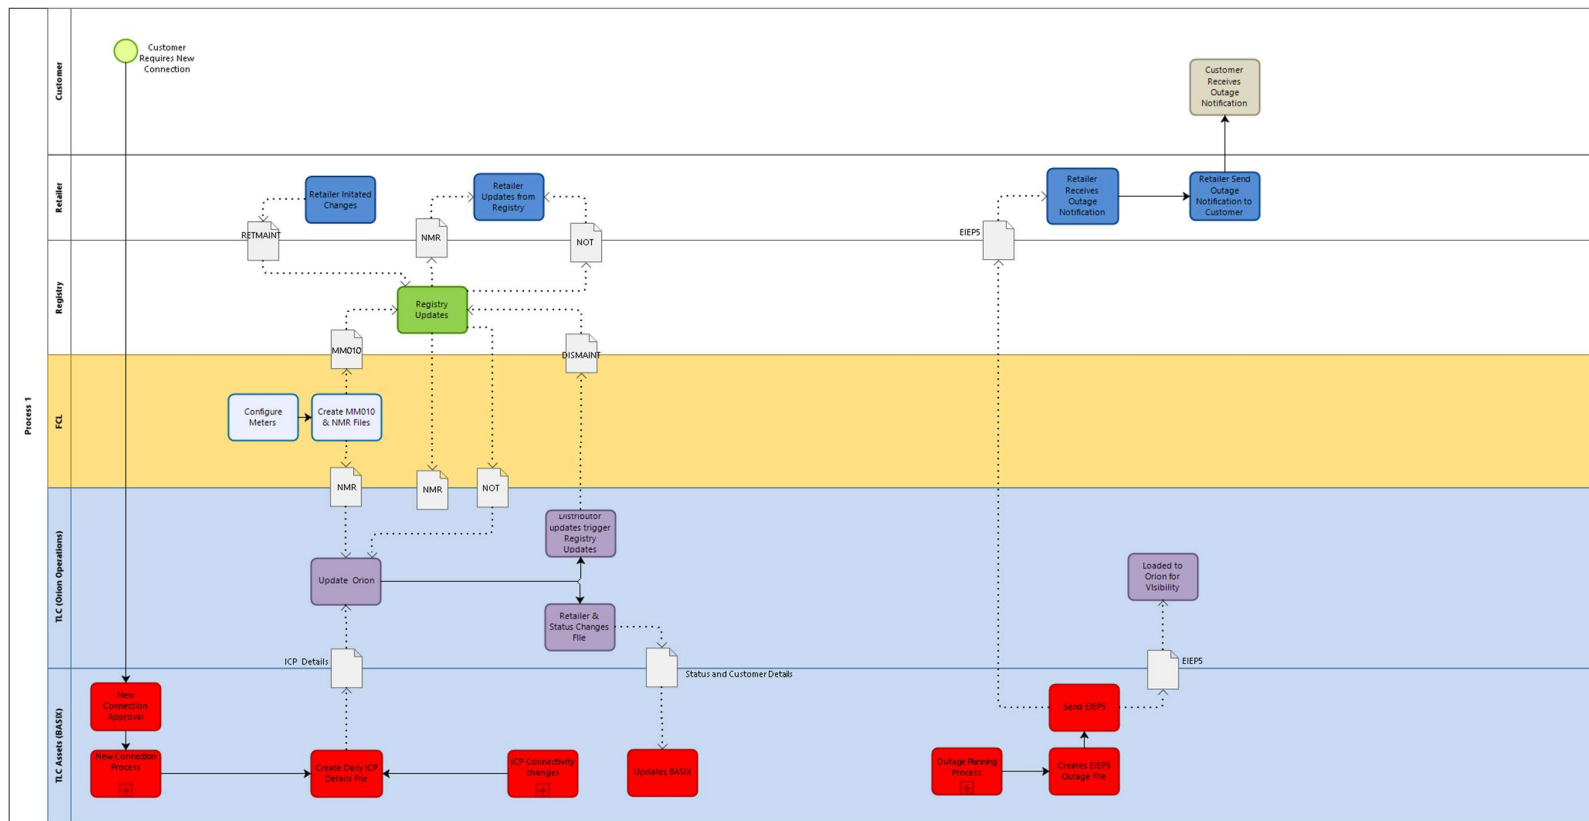 Process 1
Customer
Customer
Requires New
Connection
Customer
Receives
Outage
Notification
Retailer
Retailer Initated
Changes
Retailer
Updates from
Registry
Retailer
Receives
Outage
Notification
Retailer Send
Outage
Notification to
Customer
RETMAINT
NMR
NOT
EIEP5
Registry
Registry
Updates
MM010
DISMAINT
FCL
Configure
Meters
Create MM010
& NMR Files
NMR
NMR
NOT
TLC (Orion Operations)
Distributor
updates trigger
Registry
Updates
Update Orion
Loaded to
Orion for
Visibility
Retailer &
Status Changes
File
ICP Details
Status and Customer Details
EIEP5
TLC Assets (BASIX)
New
Connection
Approval
Send EIEP5
New Connection
Process
Create Daily ICP
Details File
ICP Connectivity
changes
Updates BASIX
Outage Planning
Process
Creates EIEP5
Outage File